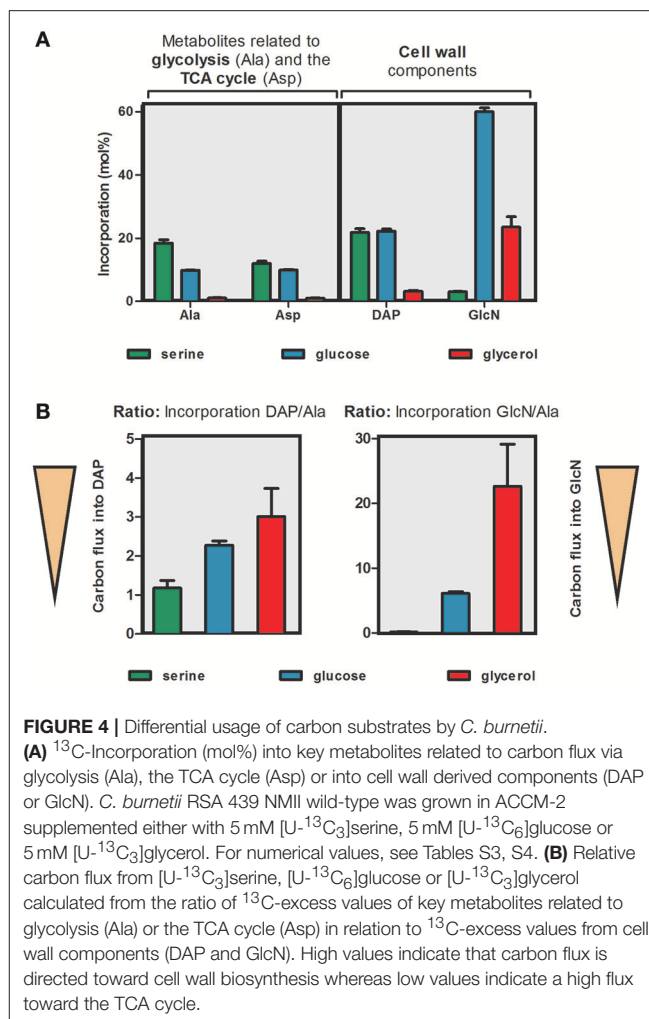 A
Metabolites related to
glycolysis (Ala) and the
TCA cycle (Asp)
Cell wall
components
Incorporation (mol%)
60
40
20
0
Ala
Asp
DAP
GlcN
serine
glucose
glycerol
B
Ratio: Incorporation DAP/Ala
Ratio: Incorporation GlcN/Ala
Carbon flux into DAP
5
4
3
2
1
0
30
20
10
0
Carbon flux into GlcN
serine
glucose
glycerol
FIGURE 4 | Differential usage of carbon substrates by C. burnetii.
(A) ¹³C-Incorporation (mol%) into key metabolites related to carbon flux via
glycolysis (Ala), the TCA cycle (Asp) or into cell wall derived components (DAP
or GlcN). C. burnetii RSA 439 NMII wild-type was grown in ACCM-2
supplemented either with 5 mM [U-¹³C₃]serine, 5 mM [U-¹³C₆]glucose or
5 mM [U-¹³C₃]glycerol. For numerical values, see Tables S3, S4. (B) Relative
carbon flux from [U-¹³C₃]serine, [U-¹³C₆]glucose or [U-¹³C₃]glycerol
calculated from the ratio of ¹³C-excess values of key metabolites related to
glycolysis (Ala) or the TCA cycle (Asp) in relation to ¹³C-excess values from cell
wall components (DAP and GlcN). High values indicate that carbon flux is
directed toward cell wall biosynthesis whereas low values indicate a high flux
toward the TCA cycle.